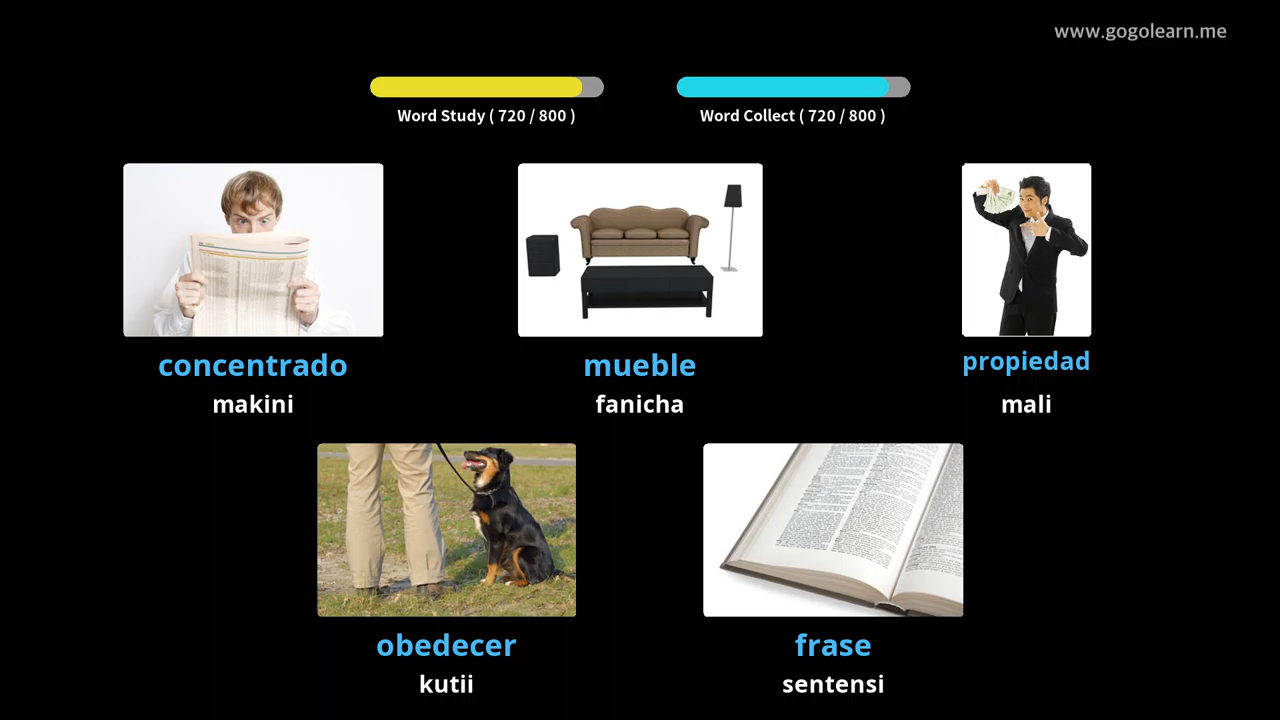 www.gogolearn.me
Word Study ( 720 / 800 )
Word Collect ( 720 / 800 )
concentrado
makini
mueble
fanicha
propiedad
mali
obedecer
kutii
frase
sentensi